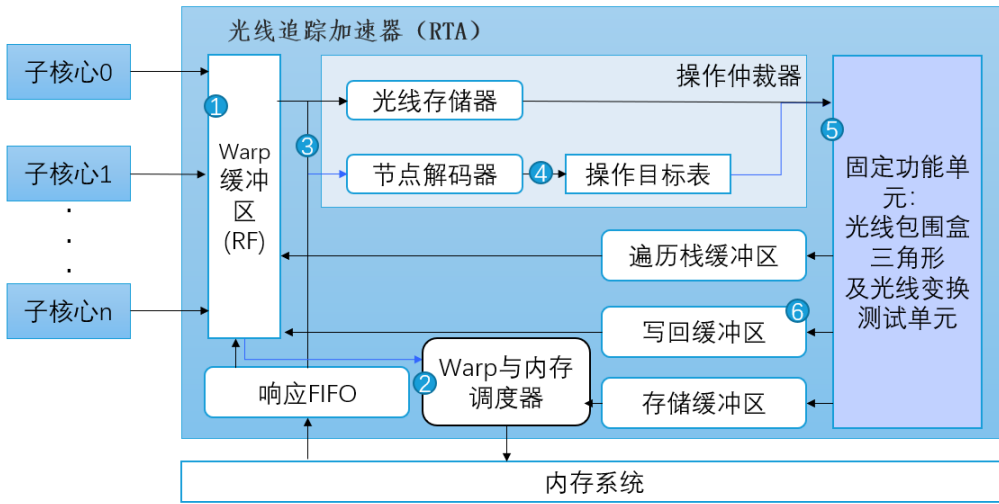 光线追踪加速器（RTA）
子核心0
子核心1
.
.
.
子核心n
1
Warp
缓冲
区
(RF)
3
光线存储器
操作仲裁器
节点解码器
4
操作目标表
5
固定功能单
元：
光线包围盒
三角形
及光线变换
测试单元
遍历栈缓冲区
写回缓冲区
6
存储缓冲区
响应FIFO
2
Warp与内存
调度器
内存系统